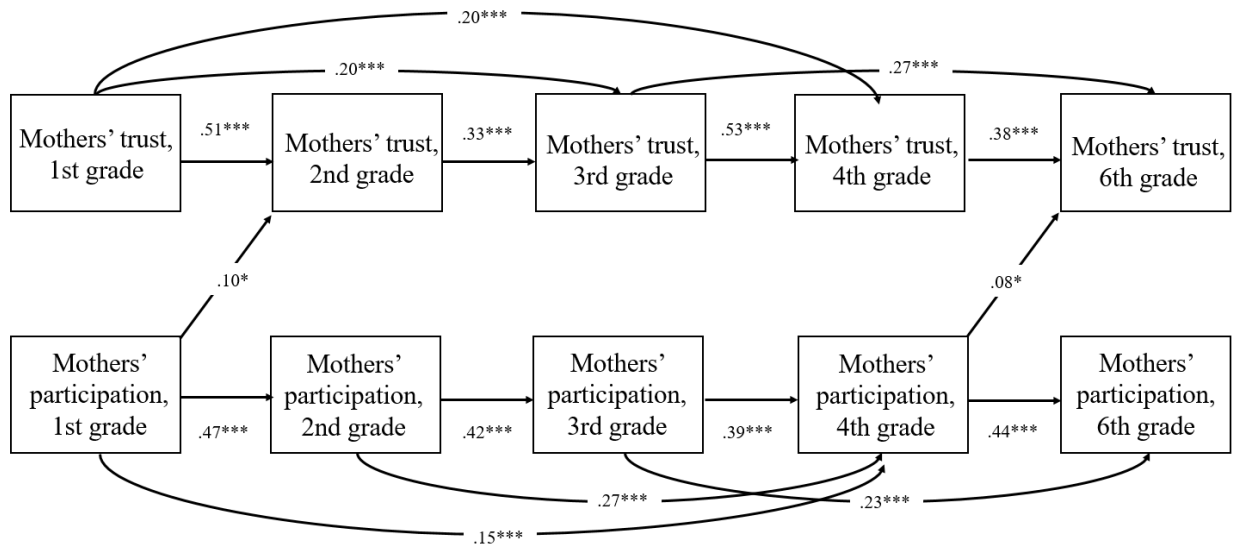 .20***
.20***
.27***
Mothers’ trust,
1st grade
.51***
Mothers’ trust,
2nd grade
.33***
Mothers’ trust,
3rd grade
.53***
Mothers’ trust,
4th grade
.38***
Mothers’ trust,
6th grade
.10*
.08*
Mothers’
participation,
1st grade
.47***
Mothers’
participation,
2nd grade
.42***
Mothers’
participation,
3rd grade
.39***
Mothers’
participation,
4th grade
.44***
Mothers’
participation,
6th grade
.27***
.23***
.15***